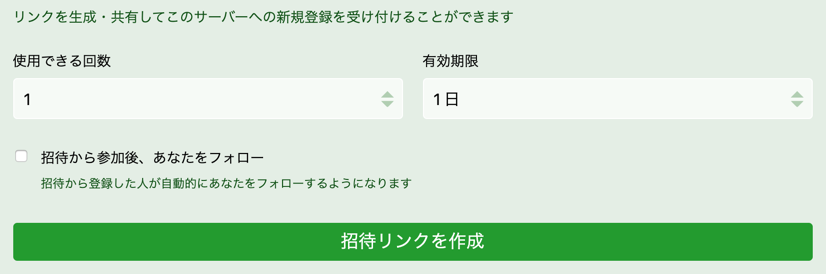 リンクを生成・共有してこのサーバーへの新規登録を受け付けることができます
使用できる回数
有効期限
1
1日
招待から参加後、あなたをフォロー
招待から登録した人が自動的にあなたをフォローするようになります
招待リンクを作成